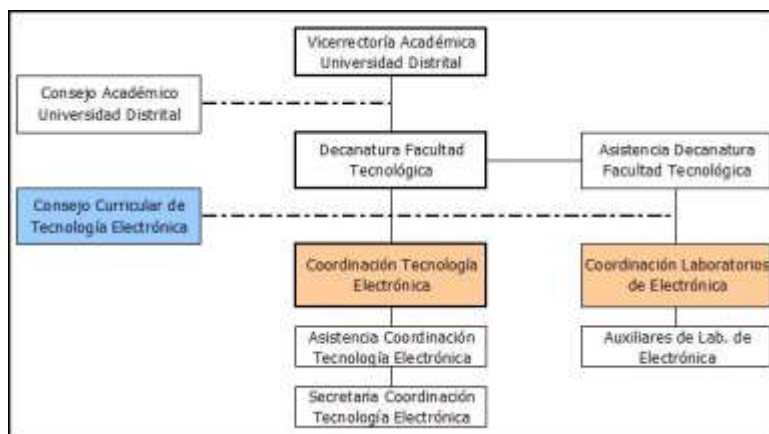 Vicerrectoría Académica
Universidad Distrital
Consejo Académico
Universidad Distrital
Decanatura Facultad
Tecnológica
Asistencia Decanatura
Facultad Tecnológica
Consejo Curricular de
Tecnología Electrónica
Coordinación Tecnología
Electrónica
Coordinación Laboratorios
de Electrónica
Asistencia Coordinación
Tecnología Electrónica
Auxiliares de Lab. de
Electrónica
Secretaria Coordinación
Tecnología Electrónica